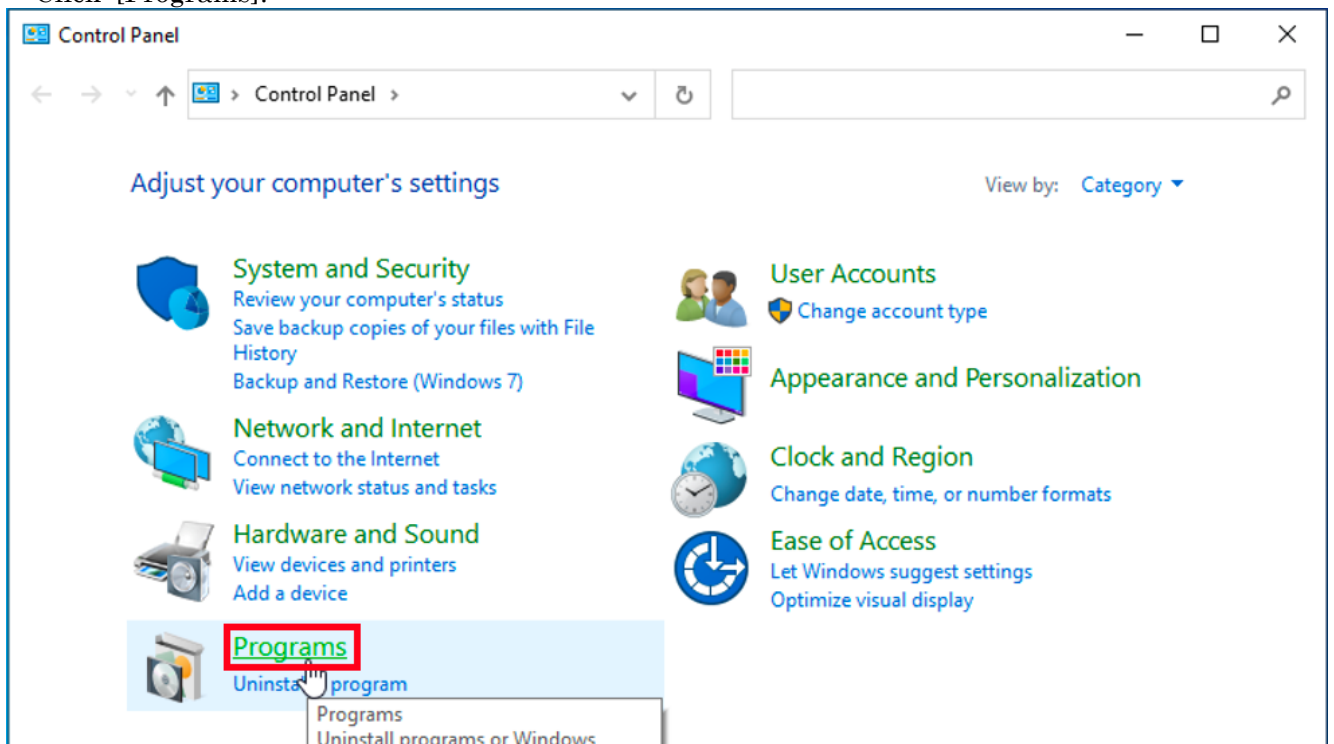 Click [Programs].
Control Panel
Control Panel
Adjust your computer's settings
View by: Category
System and Security
Review your computer's status
Save backup copies of your files with File
History
Backup and Restore (Windows 7)
Network and Internet
Connect to the Internet
View network status and tasks
Hardware and Sound
View devices and printers
Add a device
Programs
Uninstall program
Programs
Uninstall programs or Windows
User Accounts
Change account type
Appearance and Personalization
Clock and Region
Change date, time, or number formats
Ease of Access
Let Windows suggest settings
Optimize visual display